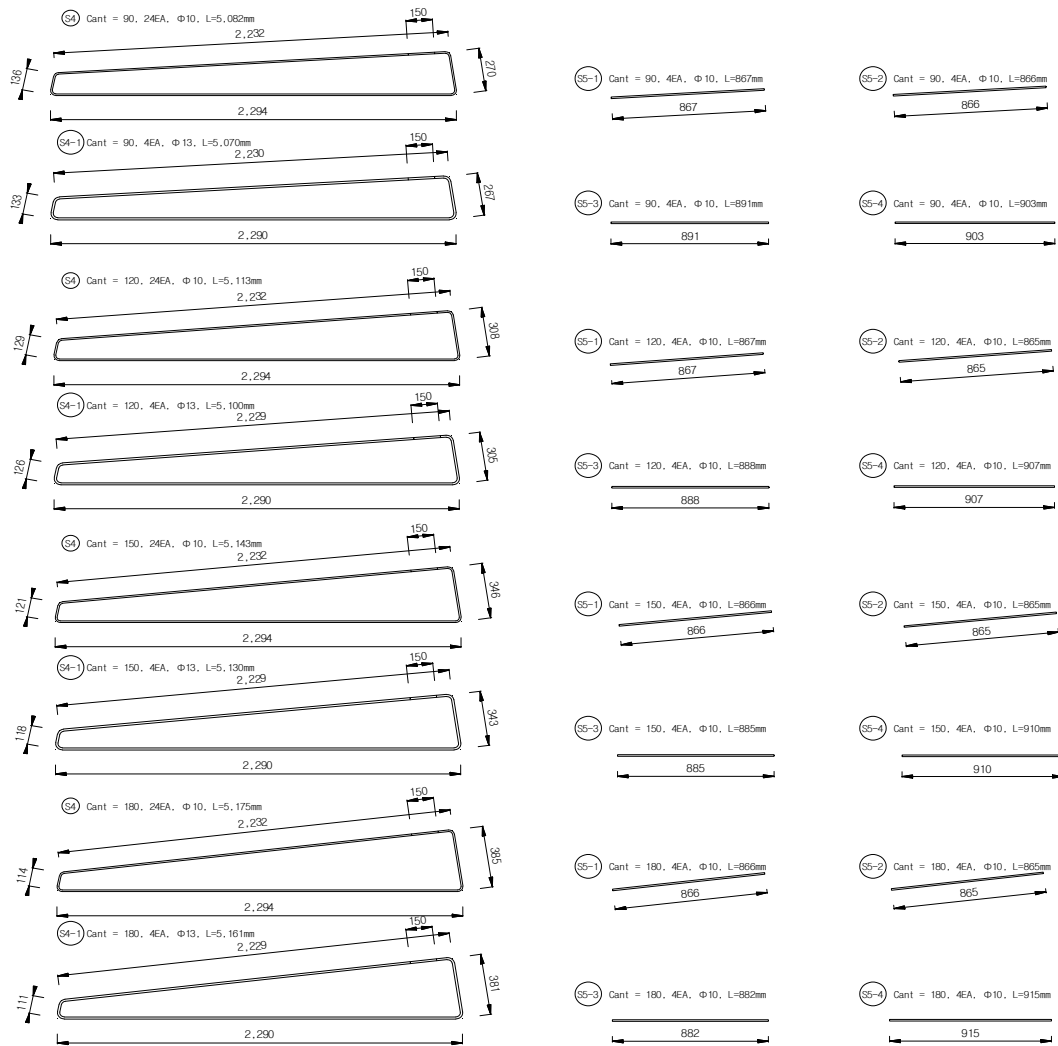 S4 Cant = 90, 24EA, Φ10, L=5,082mm
150
2,232
136
270
2,294
S4-1 Cant = 90, 4EA, Φ13, L=5,070mm
150
2,230
133
267
2,290
S4 Cant = 120, 24EA, Φ10, L=5,113mm
150
2,232
129
308
2,294
S4-1 Cant = 120, 4EA, Φ13, L=5,100mm
150
2,229
126
305
2,290
S4 Cant = 150, 24EA, Φ10, L=5,143mm
150
2,232
121
346
2,294
S4-1 Cant = 150, 4EA, Φ13, L=5,130mm
150
2,229
118
343
2,290
S4 Cant = 180, 24EA, Φ10, L=5,175mm
150
2,232
114
385
2,294
S4-1 Cant = 180, 4EA, Φ13, L=5,161mm
150
2,229
111
381
2,290
S5-1 Cant = 90, 4EA, Φ10, L=867mm
867
S5-2 Cant = 90, 4EA, Φ10, L=866mm
866
S5-3 Cant = 90, 4EA, Φ10, L=891mm
891
S5-4 Cant = 90, 4EA, Φ10, L=903mm
903
S5-1 Cant = 120, 4EA, Φ10, L=867mm
867
S5-2 Cant = 120, 4EA, Φ10, L=865mm
865
S5-3 Cant = 120, 4EA, Φ10, L=888mm
888
S5-4 Cant = 120, 4EA, Φ10, L=907mm
907
S5-1 Cant = 150, 4EA, Φ10, L=866mm
866
S5-2 Cant = 150, 4EA, Φ10, L=865mm
865
S5-3 Cant = 150, 4EA, Φ10, L=885mm
885
S5-4 Cant = 150, 4EA, Φ10, L=910mm
910
S5-1 Cant = 180, 4EA, Φ10, L=866mm
866
S5-2 Cant = 180, 4EA, Φ10, L=865mm
865
S5-3 Cant = 180, 4EA, Φ10, L=882mm
882
S5-4 Cant = 180, 4EA, Φ10, L=915mm
915